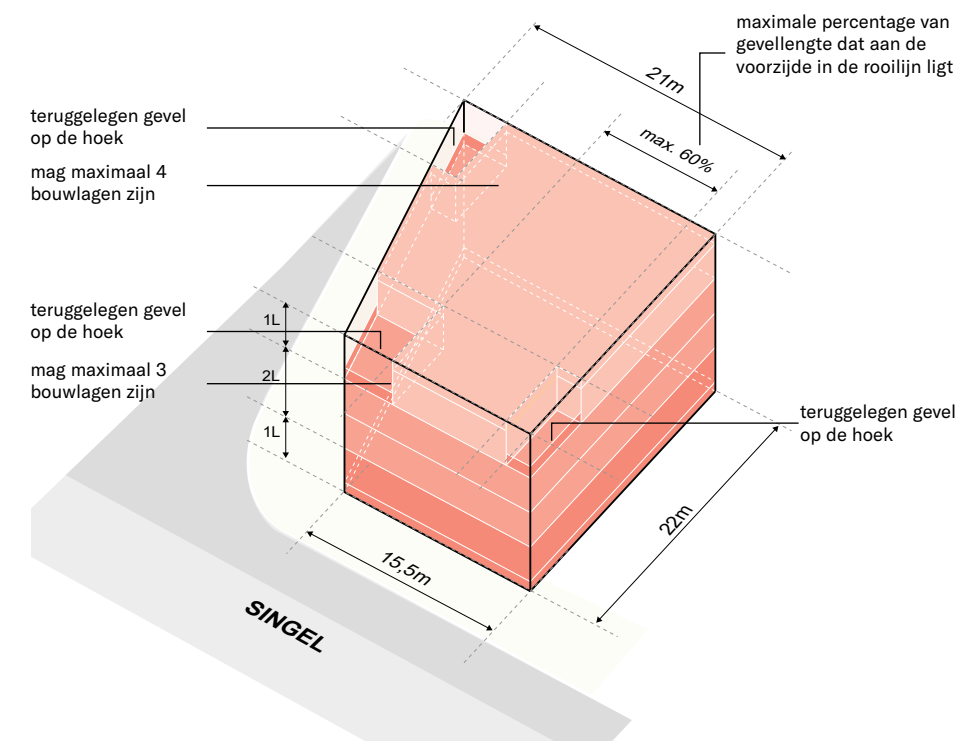 maximale percentage van
gevellengte dat aan de
voorzijde in de rooilijn ligt
21m
max. 60%
teruggelegen gevel
op de hoek
mag maximaal 4
bouwlagen zijn
teruggelegen gevel
op de hoek
1L
mag maximaal 3
bouwlagen zijn
2L
1L
teruggelegen gevel
op de hoek
22m
15,5m
SINGEL